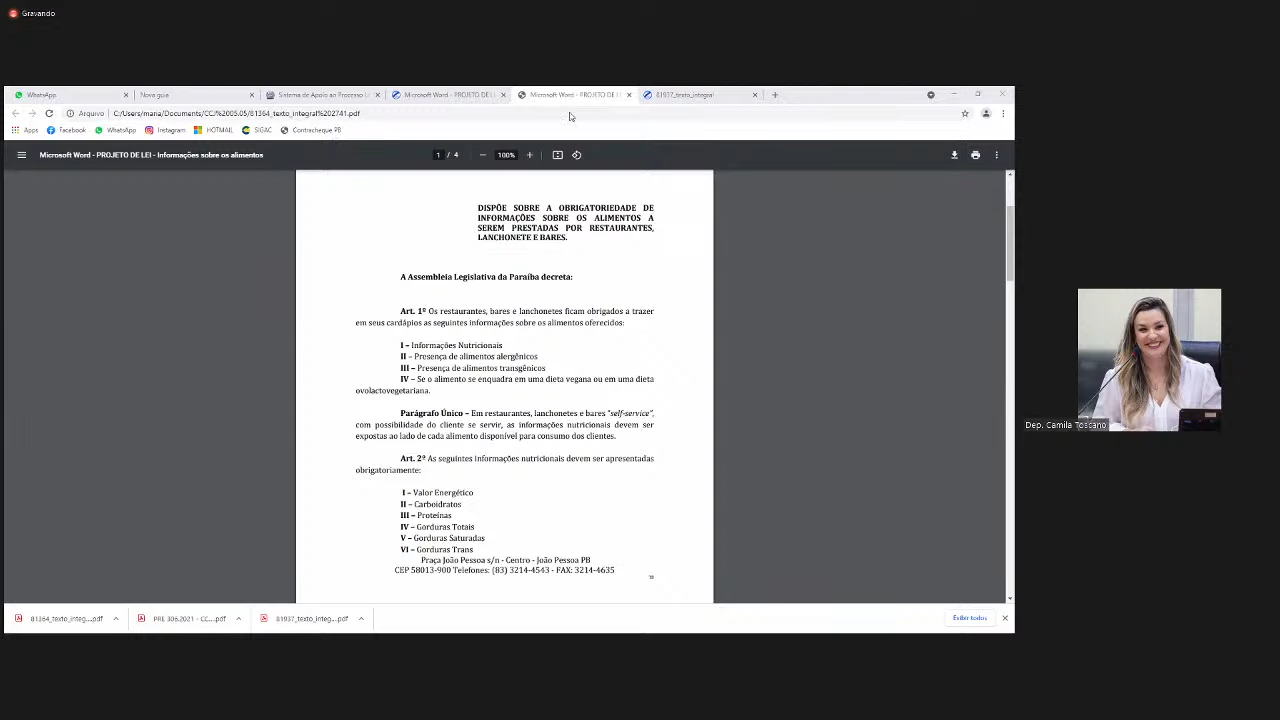 Gravando
WhatsApp
Nova guia
Sistema de Apoio ao Processo L
Microsoft Word - PROJETO DE LEI
Microsoft Word - PROJETO DE LEI
81937_texto_integral
Arquivo
C:/Users/maria/Documents/CCJ%2005.05/81364_texto_integral%202741.pdf
Apps
Facebook
WhatsApp
Instagram
HOTMAIL
SIGAC
Contracheque PB
Microsoft Word - PROJETO DE LEI - Informações sobre os alimentos
1 / 4
100%
DISPÕE SOBRE A OBRIGATORIEDADE DE
INFORMAÇÕES SOBRE OS ALIMENTOS A
SEREM PRESTADAS POR RESTAURANTES,
LANCHONETE E BARES.
A Assembleia Legislativa da Paraíba decreta:
Art. 1º Os restaurantes, bares e lanchonetes ficam obrigados a trazer
em seus cardápios as seguintes informações sobre os alimentos oferecidos:
I – Informações Nutricionais
II – Presença de alimentos alergênicos
III – Presença de alimentos transgênicos
IV – Se o alimento se enquadra em uma dieta vegana ou em uma dieta
ovolactovegetariana.
Parágrafo Único – Em restaurantes, lanchonetes e bares "self-service",
com possibilidade do cliente se servir, as informações nutricionais devem ser
expostas ao lado de cada alimento disponível para consumo dos clientes.
Art. 2º As seguintes informações nutricionais devem ser apresentadas
obrigatoriamente:
I – Valor Energético
II – Carboidratos
III – Proteínas
IV – Gorduras Totais
V – Gorduras Saturadas
VI – Gorduras Trans
Praça João Pessoa s/n - Centro - João Pessoa PB
CEP 58013-900 Telefones: (83) 3214-4543 - FAX: 3214-4635
Dep. Camila Toscano
81364_texto_integ....pdf
PRE 306.2021 - CC....pdf
81937_texto_integ....pdf
Exibir todos